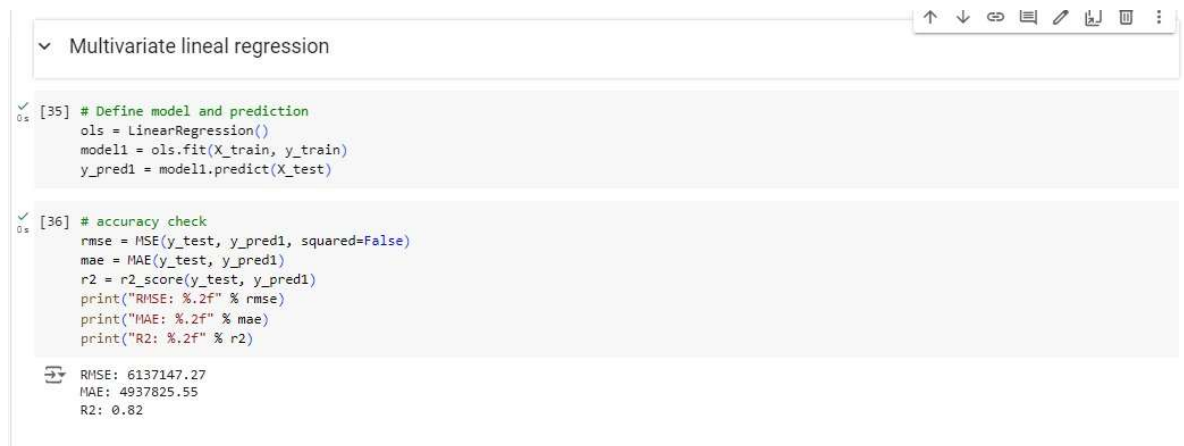 Multivariate lineal regression
0s [35] # Define model and prediction
ols = LinearRegression()
model1 = ols.fit(X_train, y_train)
y_pred1 = model1.predict(X_test)
0s [36] # accuracy check
rmse = MSE(y_test, y_pred1, squared=False)
mae = MAE(y_test, y_pred1)
r2 = r2_score(y_test, y_pred1)
print("RMSE: %.2f" % rmse)
print("MAE: %.2f" % mae)
print("R2: %.2f" % r2)
RMSE: 6137147.27
MAE: 4937825.55
R2: 0.82